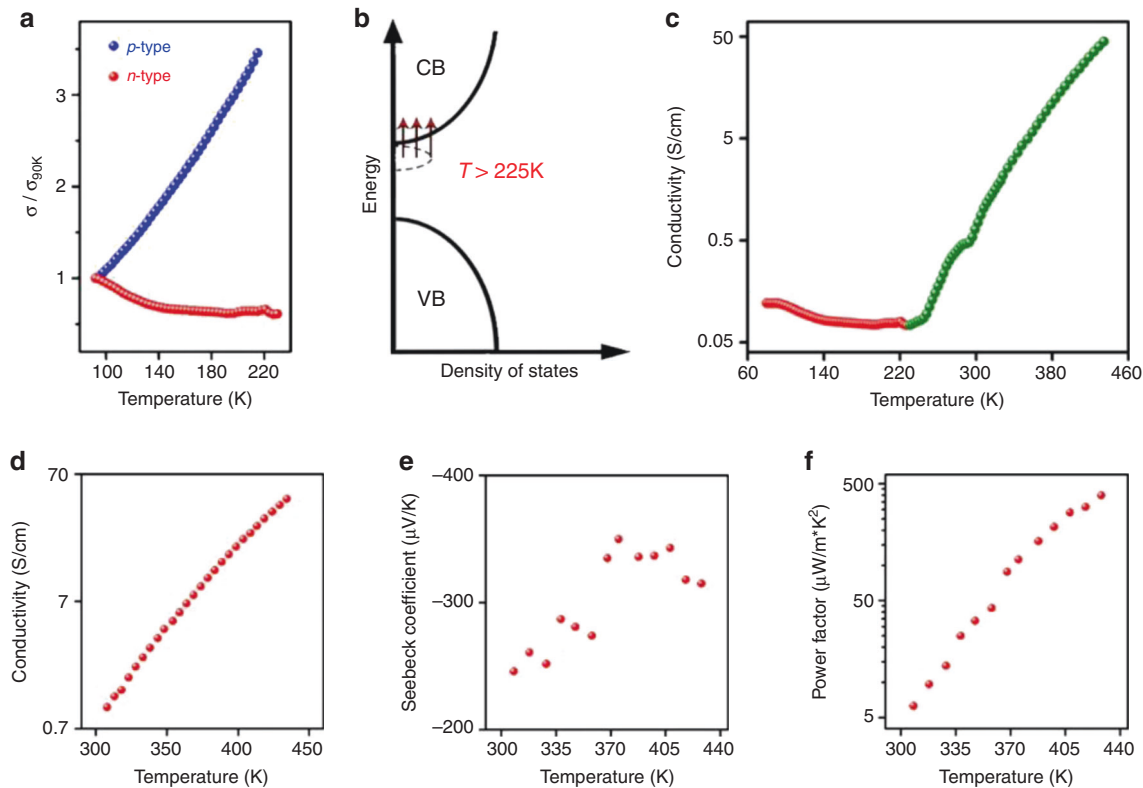 a
3
2
1
p-type
n-type
σ / σ90K
100 140 180 220
Temperature (K)
b
CB
T > 225K
VB
Energy
Density of states
c
50
5
0.5
0.05
Conductivity (S/cm)
60 140 220 300 380 460
Temperature (K)
d
70
7
0.7
Conductivity (S/cm)
300 350 400 450
Temperature (K)
e
−400
−300
−200
Seebeck coefficient (μV/K)
300 335 370 405 440
Temperature (K)
f
500
50
5
Power factor (μW/m*K²)
300 335 370 405 440
Temperature (K)